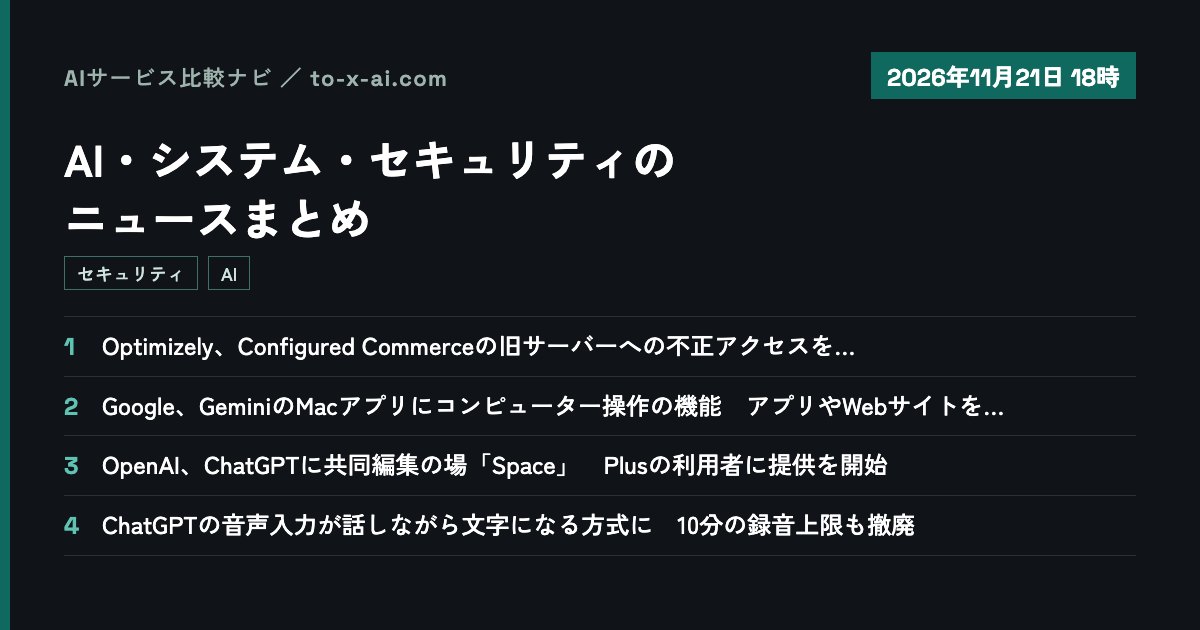 AIサービス比較ナビ ／ to-x-ai.com
2026年11月21日 18時
AI・システム・セキュリティの
ニュースまとめ
セキュリティ
AI
1 Optimizely、Configured Commerceの旧サーバーへの不正アクセスを…
2 Google、GeminiのMacアプリにコンピューター操作の機能　アプリやWebサイトを…
3 OpenAI、ChatGPTに共同編集の場「Space」　Plusの利用者に提供を開始
4 ChatGPTの音声入力が話しながら文字になる方式に　10分の録音上限も撤廃